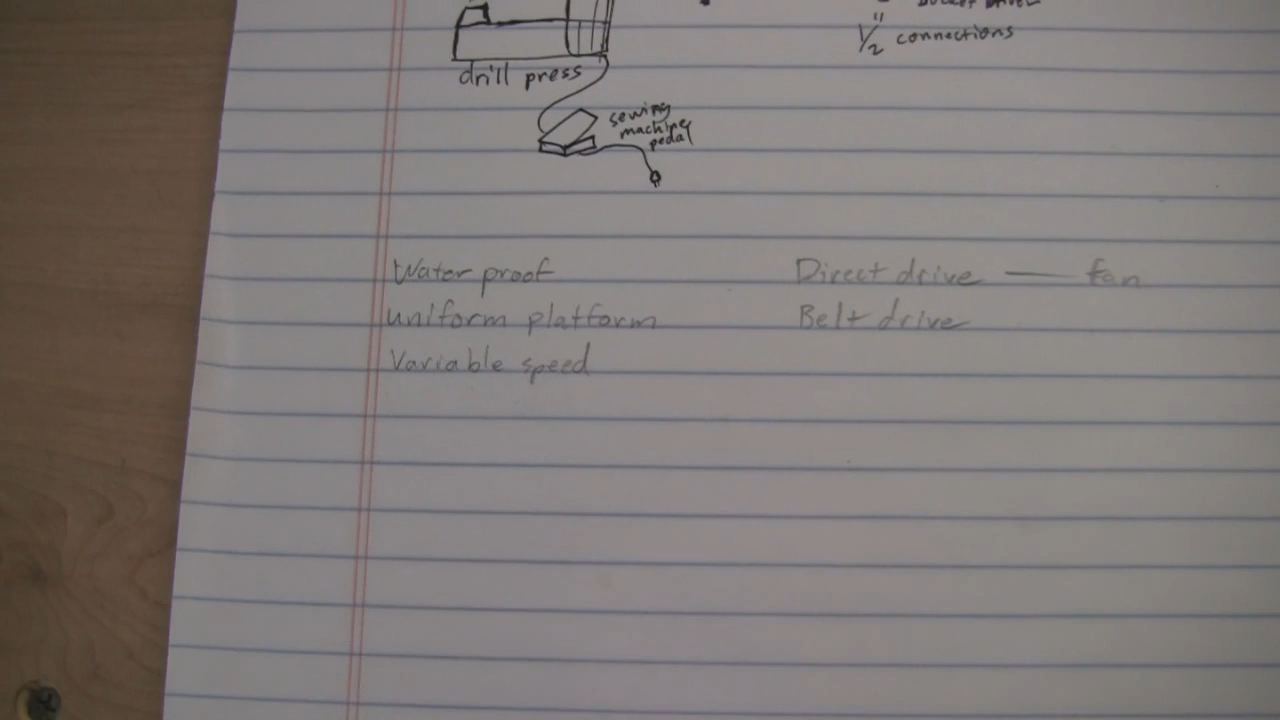 1/2" connections
drill press
sewing
machine
pedal
Water proof
uniform platform
Variable speed
Direct drive — fan
Belt drive